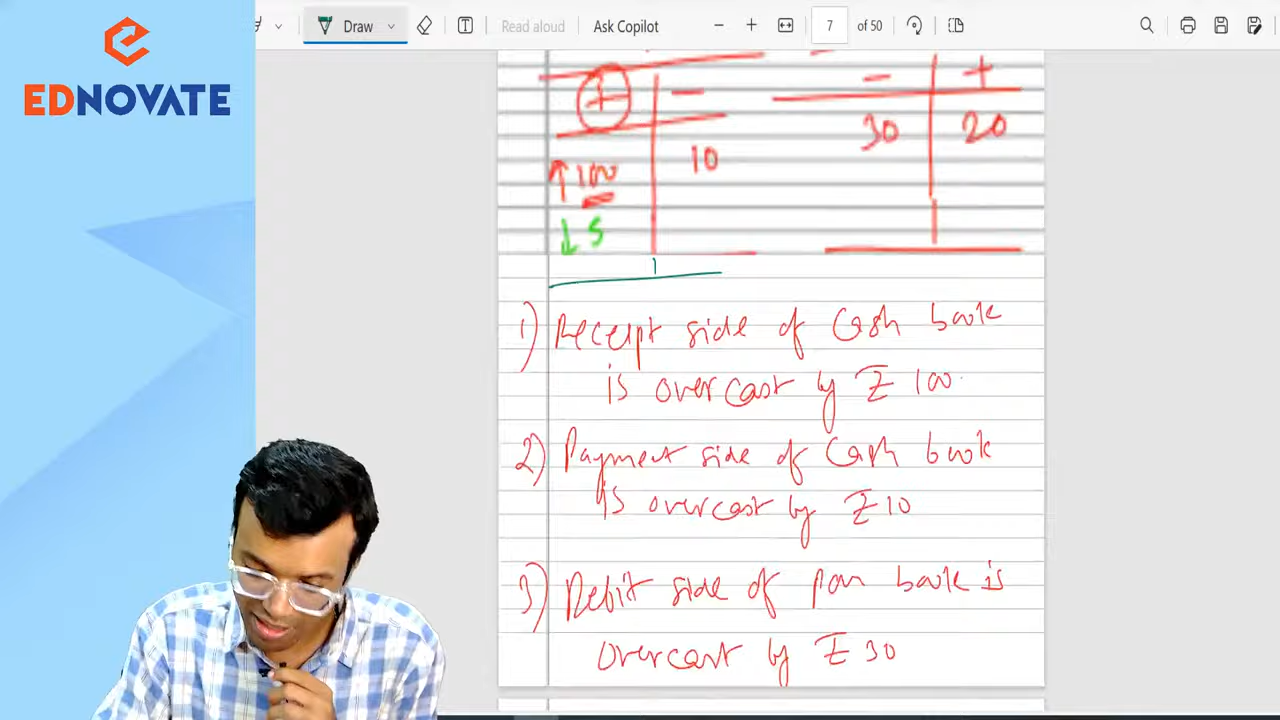 Draw
Read aloud
Ask Copilot
7
of 50
EDNOVATE
+ - - +
30 20
10
↑100
↓5
1) Receipt side of Cash book
is overcast by ₹ 100
2) Payment side of Cash book
is overcast by ₹ 10
3) Debit side of pass book is
overcast by ₹ 30